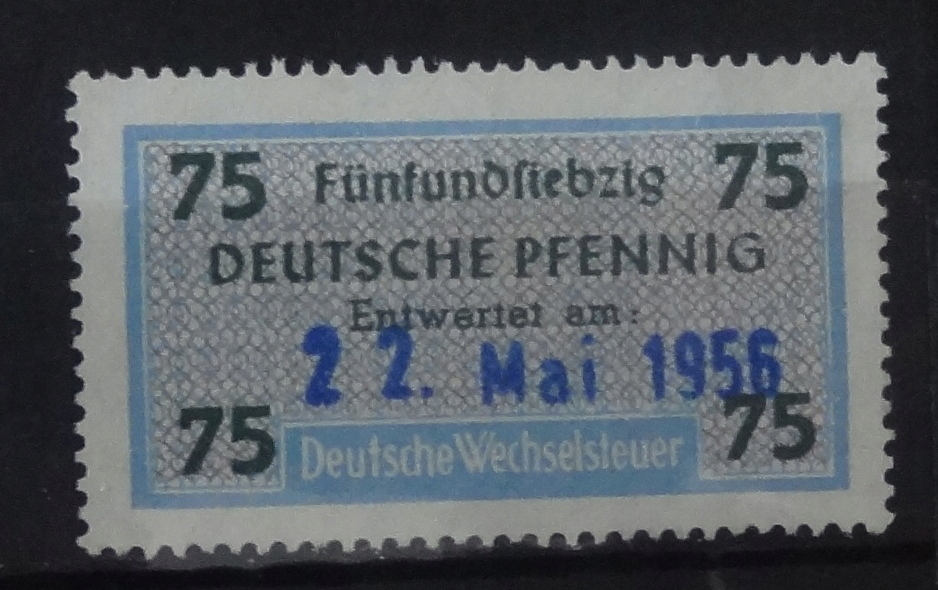 75 Fünfundsiebzig 75
DEUTSCHE PFENNIG
Entwertet am:
22. Mai 1956
75 Deutsche Wechselsteuer 75